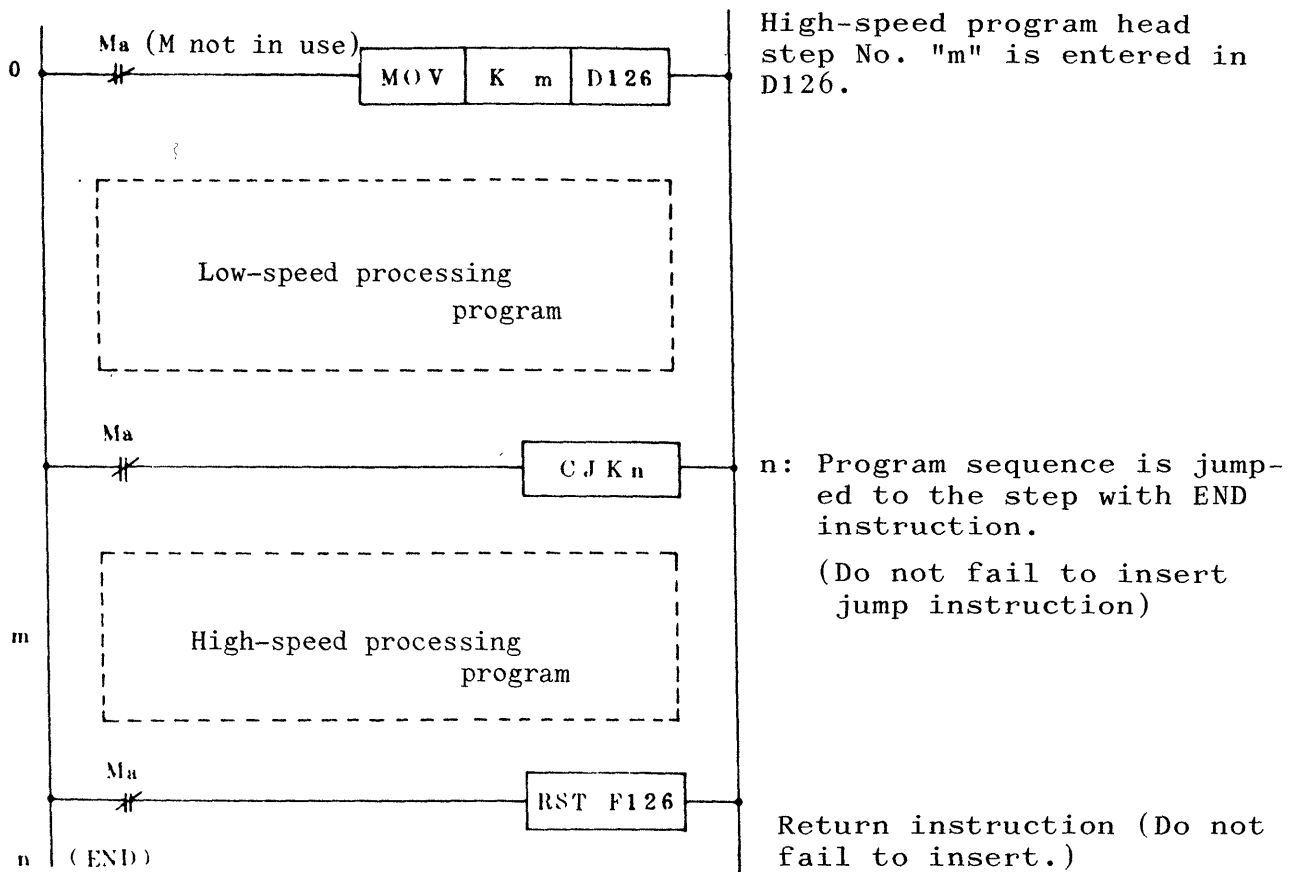 Ma (M not in use)
0
MOV K m D126
High-speed program head
step No. "m" is entered in
D126.
Low-speed processing
program
Ma
CJKn
n: Program sequence is jump-
ed to the step with END
instruction.
(Do not fail to insert
jump instruction)
m
High-speed processing
program
Ma
RST F126
Return instruction (Do not
fail to insert.)
n (END)